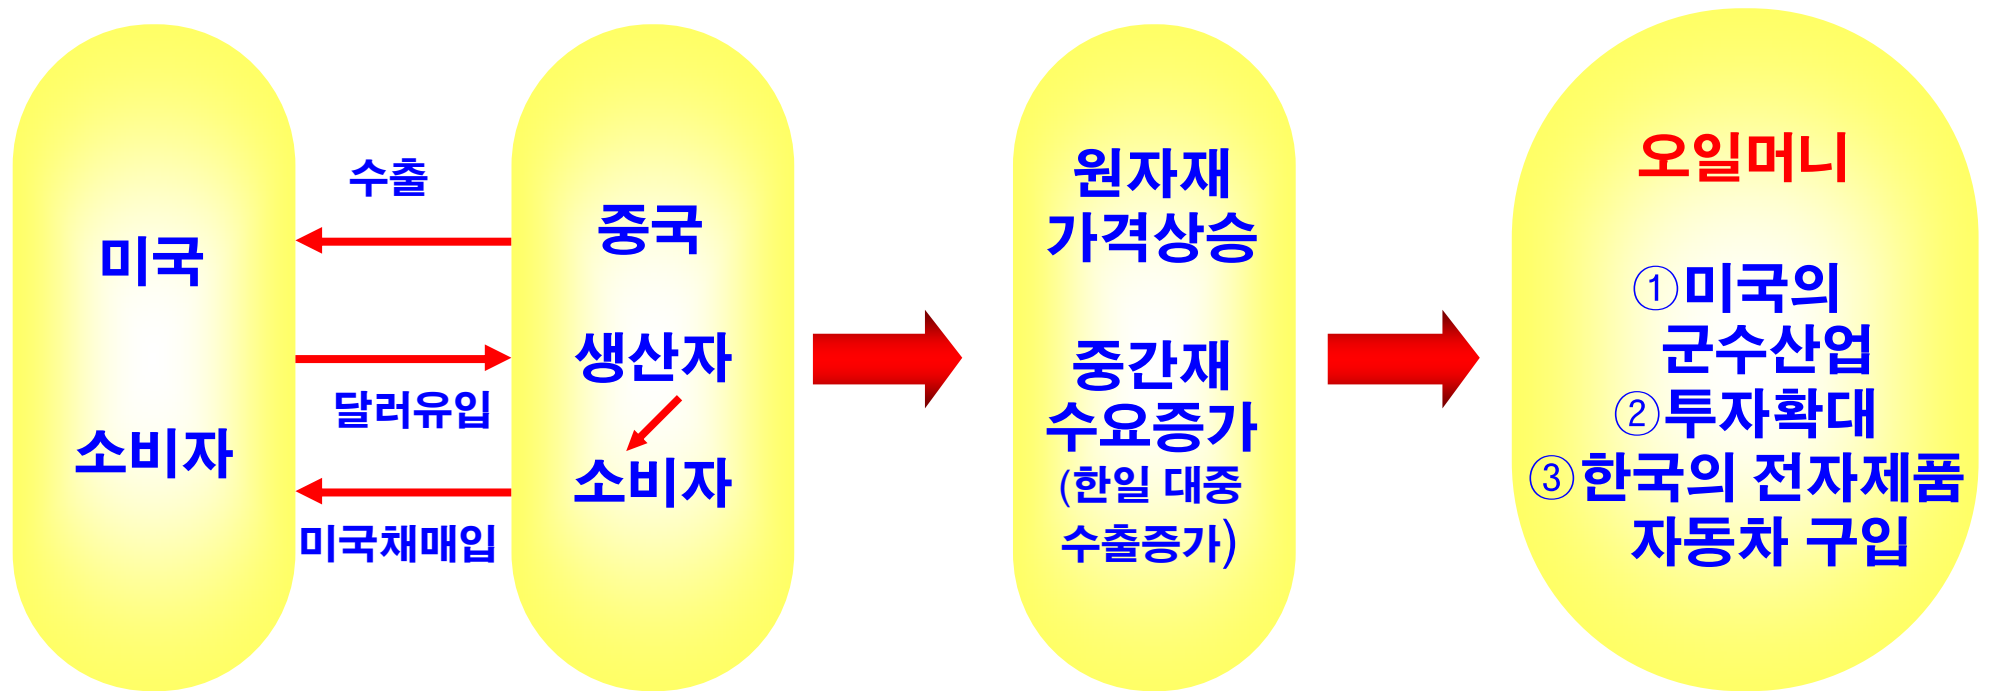 미국
소비자
수출
달러유입
미국채매입
중국
생산자
소비자
원자재
가격상승
중간재
수요증가
(한일 대중
수출증가)
오일머니
①미국의
군수산업
②투자확대
③한국의 전자제품
자동차 구입